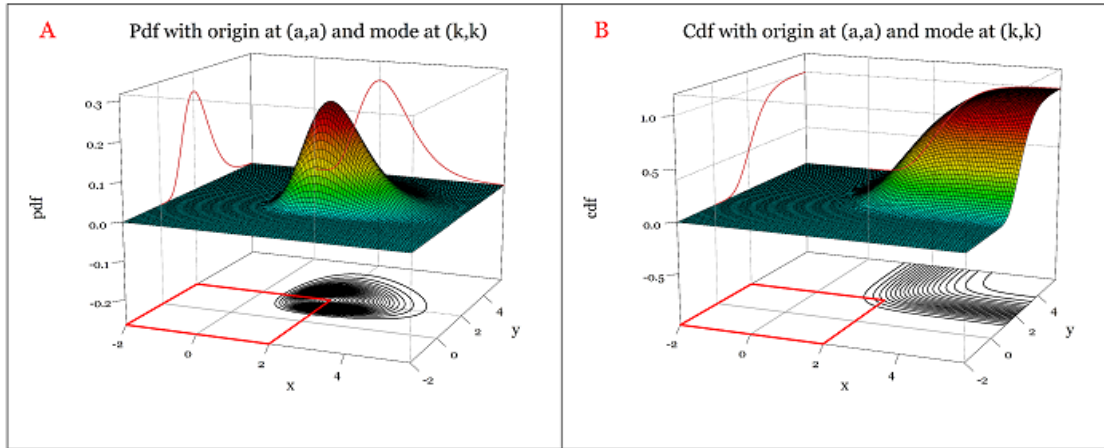 A
Pdf with origin at (a,a) and mode at (k,k)
0.3
0.2
0.1
0.0
-0.1
-0.2
pdf
-2
0
2
4
x
-2
0
2
4
y
B
Cdf with origin at (a,a) and mode at (k,k)
1.0
0.5
0.0
-0.5
cdf
-2
0
2
4
x
-2
0
2
4
y